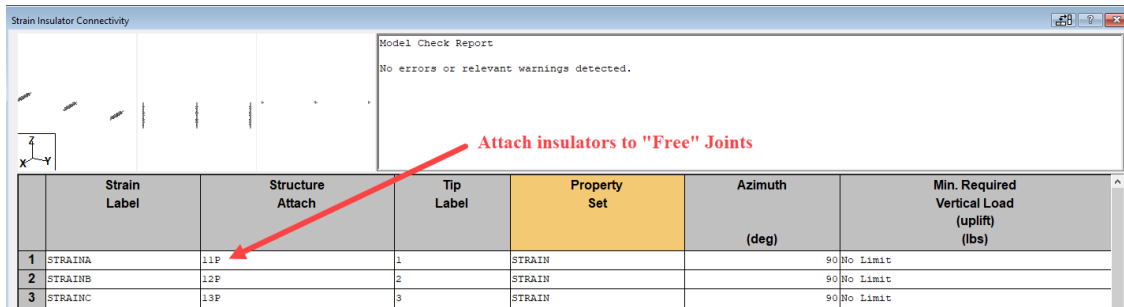 Strain Insulator Connectivity
Model Check Report
No errors or relevant warnings detected.
Z
X Y
Attach insulators to "Free" Joints
Strain Label Structure Attach Tip Label Property Set Azimuth (deg) Min. Required Vertical Load (uplift) (lbs)
1 STRAINA 11P 1 STRAIN 90 No Limit
2 STRAINB 12P 2 STRAIN 90 No Limit
3 STRAINC 13P 3 STRAIN 90 No Limit